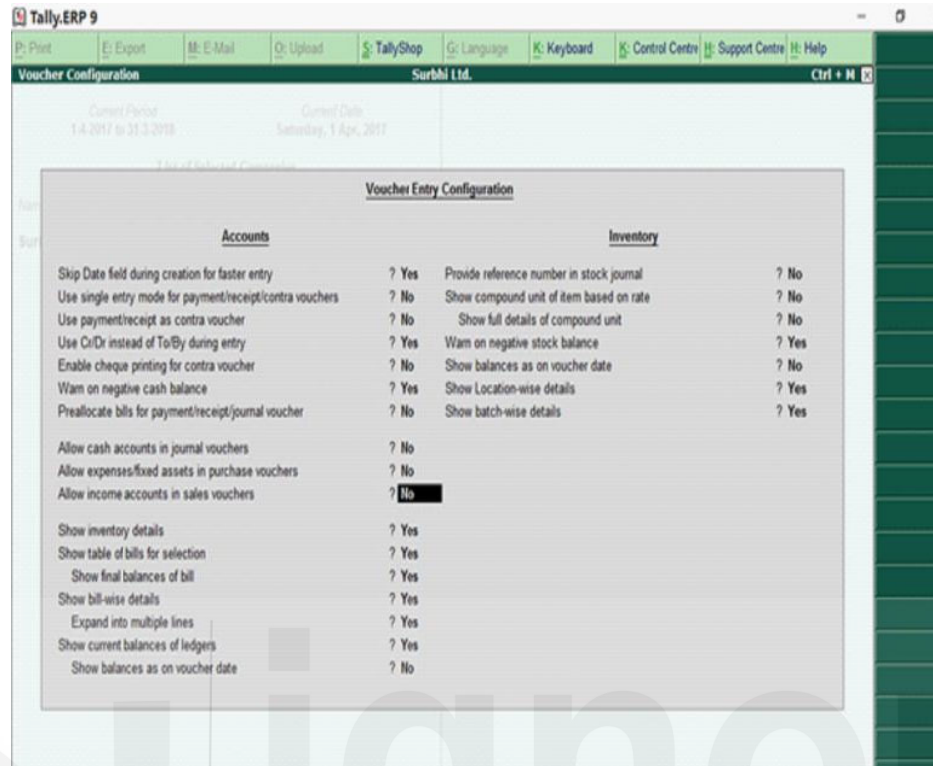 Tally.ERP 9
P: Print E: Export M: E-Mail O: Upload S: TallyShop G: Language K: Keyboard K: Control Centre H: Support Centre H: Help
Voucher Configuration Surbhi Ltd. Ctrl + M
Current Period Current Date
1-4-2017 to 31-3-2018 Saturday, 1 Apr, 2017
List of Selected Companies
Voucher Entry Configuration
Accounts Inventory
Skip Date field during creation for faster entry ? Yes Provide reference number in stock journal ? No
Use single entry mode for payment/receipt/contra vouchers ? No Show compound unit of item based on rate ? No
Use payment/receipt as contra voucher ? No Show full details of compound unit ? No
Use Cr/Dr instead of To/By during entry ? Yes Warn on negative stock balance ? Yes
Enable cheque printing for contra voucher ? No Show balances as on voucher date ? No
Warn on negative cash balance ? Yes Show Location-wise details ? Yes
Preallocate bills for payment/receipt/journal voucher ? No Show batch-wise details ? Yes
Allow cash accounts in journal vouchers ? No
Allow expenses/fixed assets in purchase vouchers ? No
Allow income accounts in sales vouchers ? No
Show inventory details ? Yes
Show table of bills for selection ? Yes
Show final balances of bill ? Yes
Show bill-wise details ? Yes
Expand into multiple lines ? Yes
Show current balances of ledgers ? Yes
Show balances as on voucher date ? No